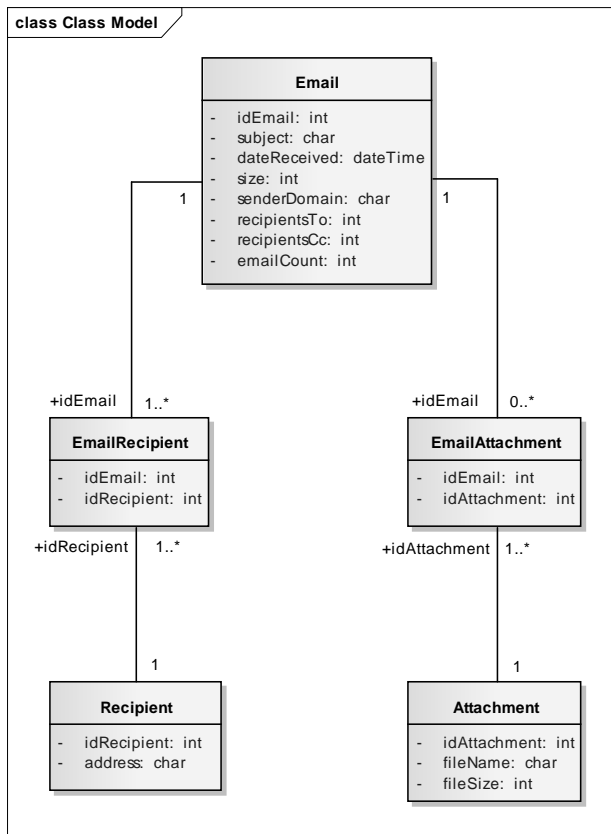 class Class Model
Email
- idEmail: int
- subject: char
- dateReceived: dateTime
- size: int
- senderDomain: char
- recipientsTo: int
- recipientsCc: int
- emailCount: int
1
1
+idEmail
1..*
+idEmail
0..*
EmailRecipient
- idEmail: int
- idRecipient: int
EmailAttachment
- idEmail: int
- idAttachment: int
+idRecipient
1..*
+idAttachment
1..*
1
1
Recipient
- idRecipient: int
- address: char
Attachment
- idAttachment: int
- fileName: char
- fileSize: int